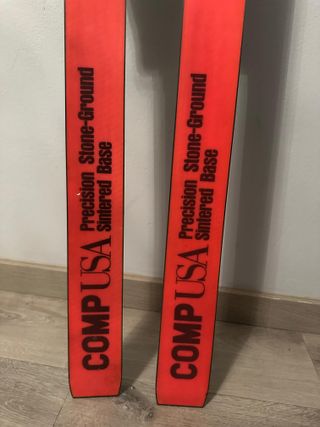 COMP USA Precision Stone-Ground
Sintered Base
COMP USA Precision Stone-Ground
Sintered Base